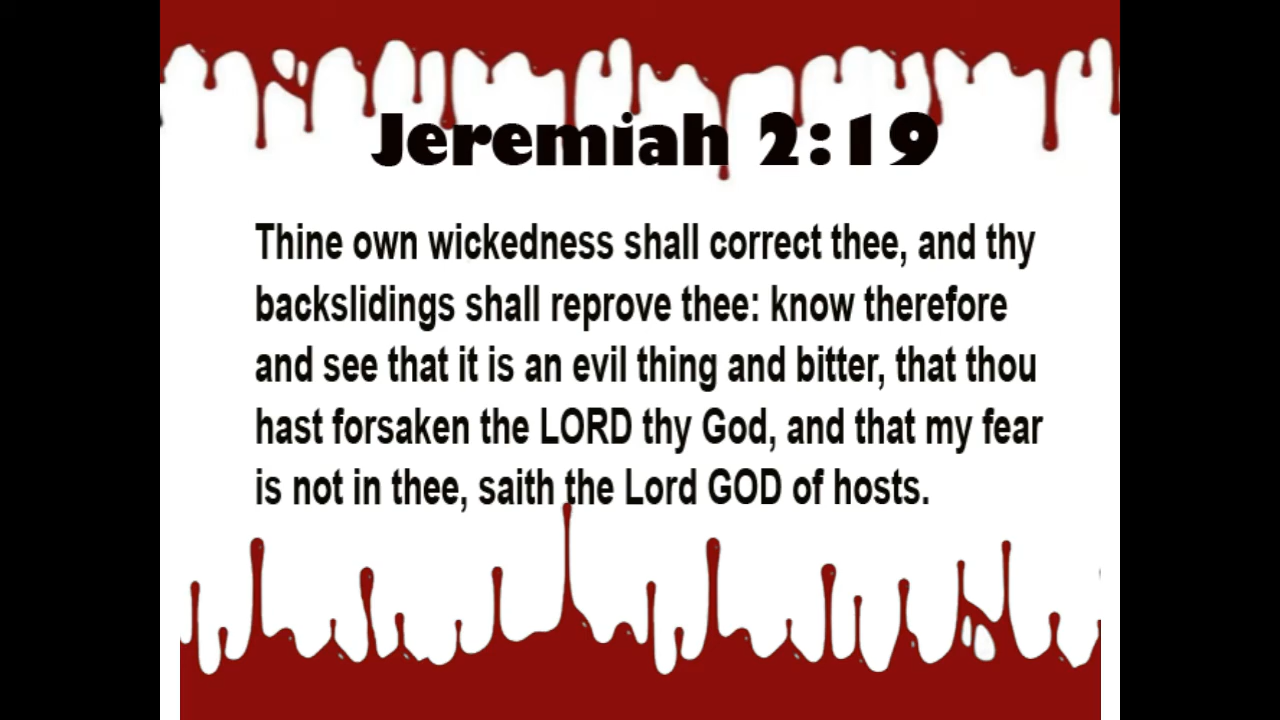 Jeremiah 2:19
Thine own wickedness shall correct thee, and thy
backslidings shall reprove thee: know therefore
and see that it is an evil thing and bitter, that thou
hast forsaken the LORD thy God, and that my fear
is not in thee, saith the Lord GOD of hosts.